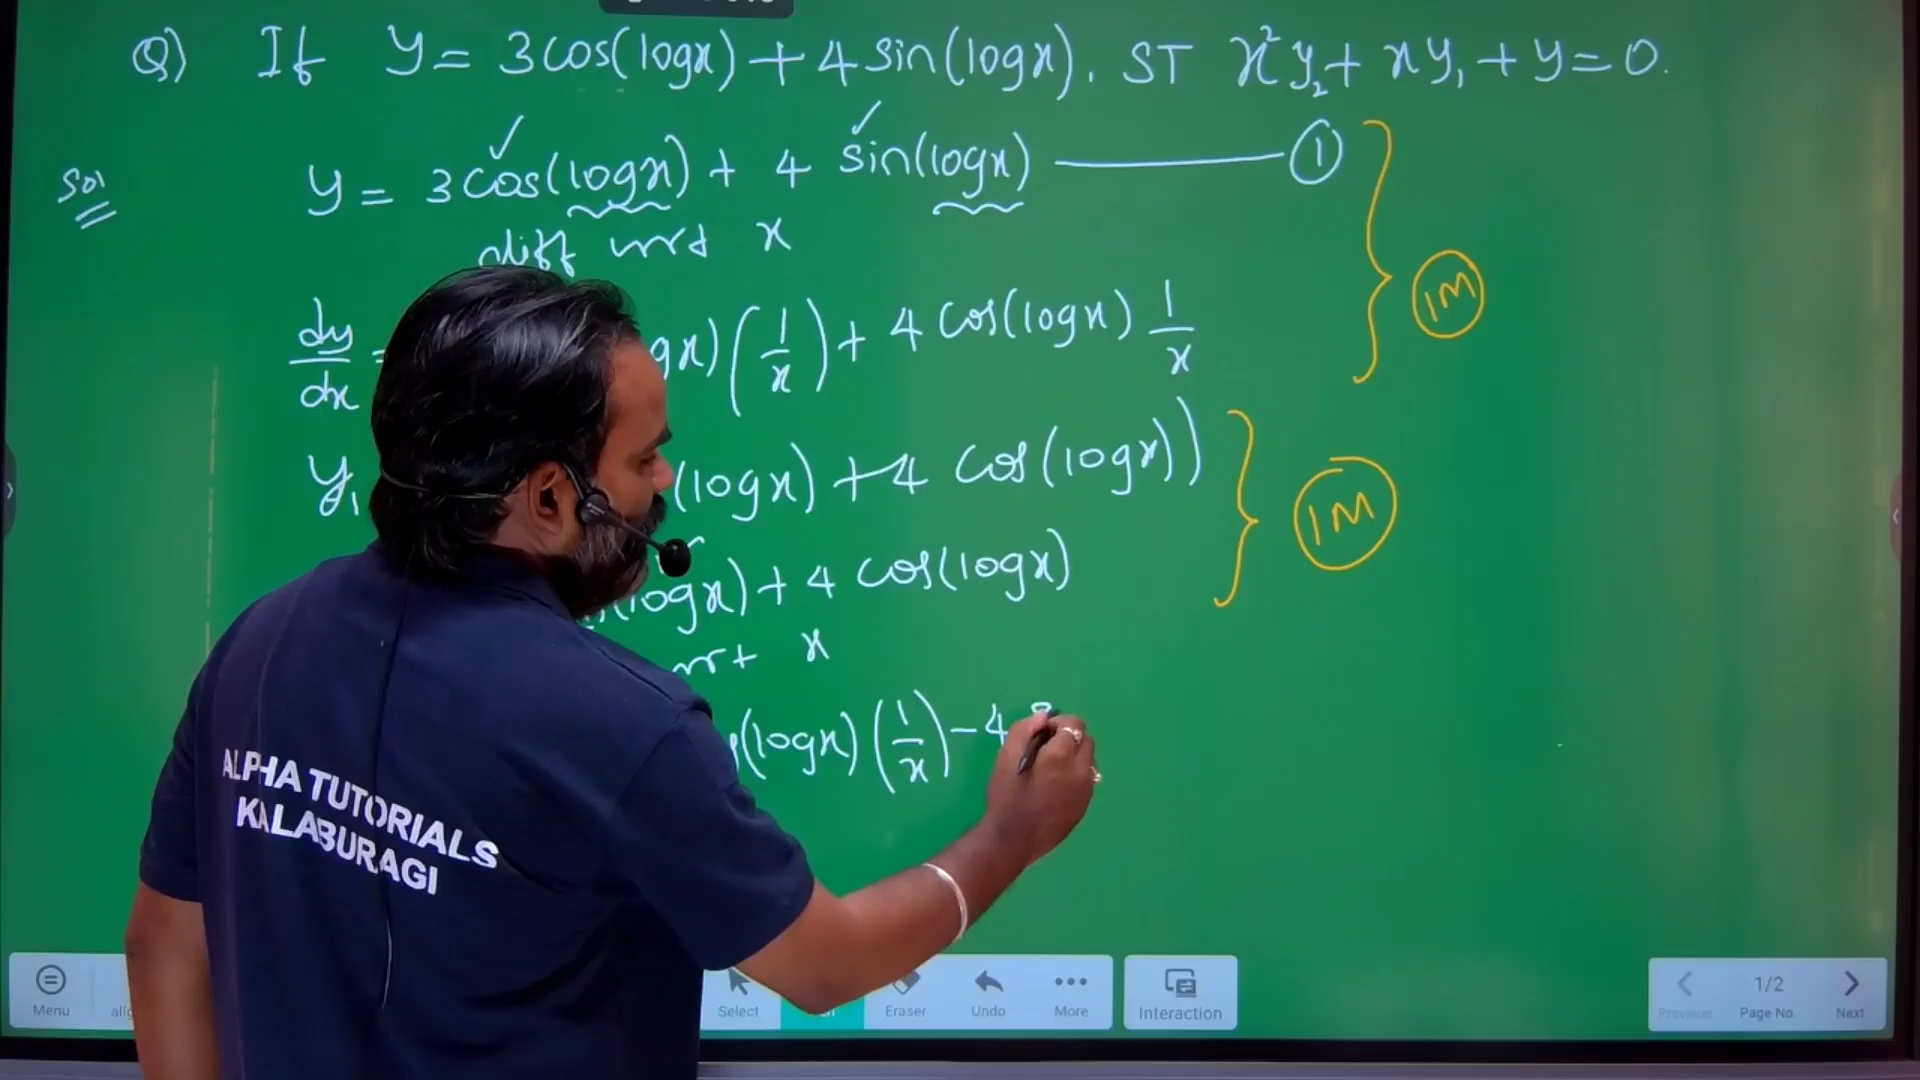 Q) If y = 3cos(logx) + 4sin(logx). ST x²y₂ + xy₁ + y = 0.
Sol y = 3cos(logx) + 4 sin(logx) ——— ①
diff wrt x
dy/dx = gx)(1/x) + 4 cos(logx) 1/x
1M
y₁ (logx) + 4 cos(logx))
1M
logx) + 4 cos(logx)
wrt x
(logx)(1/x) - 4
ALPHA TUTORIALS
KALABURAGI
Menu Select Eraser Undo More Interaction
1/2
Previous Page No. Next